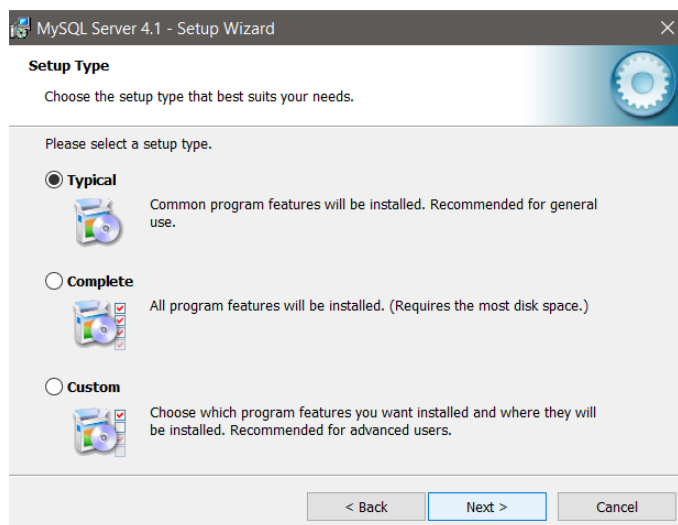 MySQL Server 4.1 - Setup Wizard
Setup Type
Choose the setup type that best suits your needs.
Please select a setup type.
Typical
Common program features will be installed. Recommended for general
use.
Complete
All program features will be installed. (Requires the most disk space.)
Custom
Choose which program features you want installed and where they will
be installed. Recommended for advanced users.
< Back
Next >
Cancel